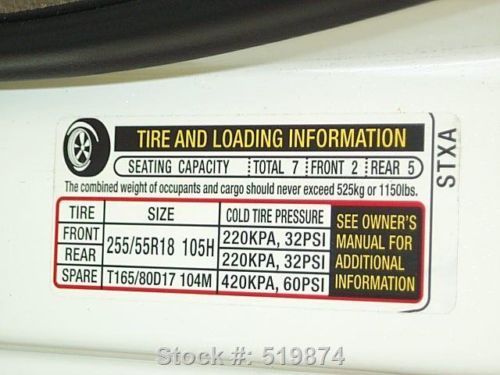 TIRE AND LOADING INFORMATION
SEATING CAPACITY TOTAL 7 FRONT 2 REAR 5
The combined weight of occupants and cargo should never exceed 525kg or 1150lbs.
TIRE SIZE COLD TIRE PRESSURE
FRONT 255/55R18 105H 220KPA, 32PSI
REAR 220KPA, 32PSI
SPARE T165/80D17 104M 420KPA, 60PSI
SEE OWNER'S
MANUAL FOR
ADDITIONAL
INFORMATION
STXA
Stock #: 519874